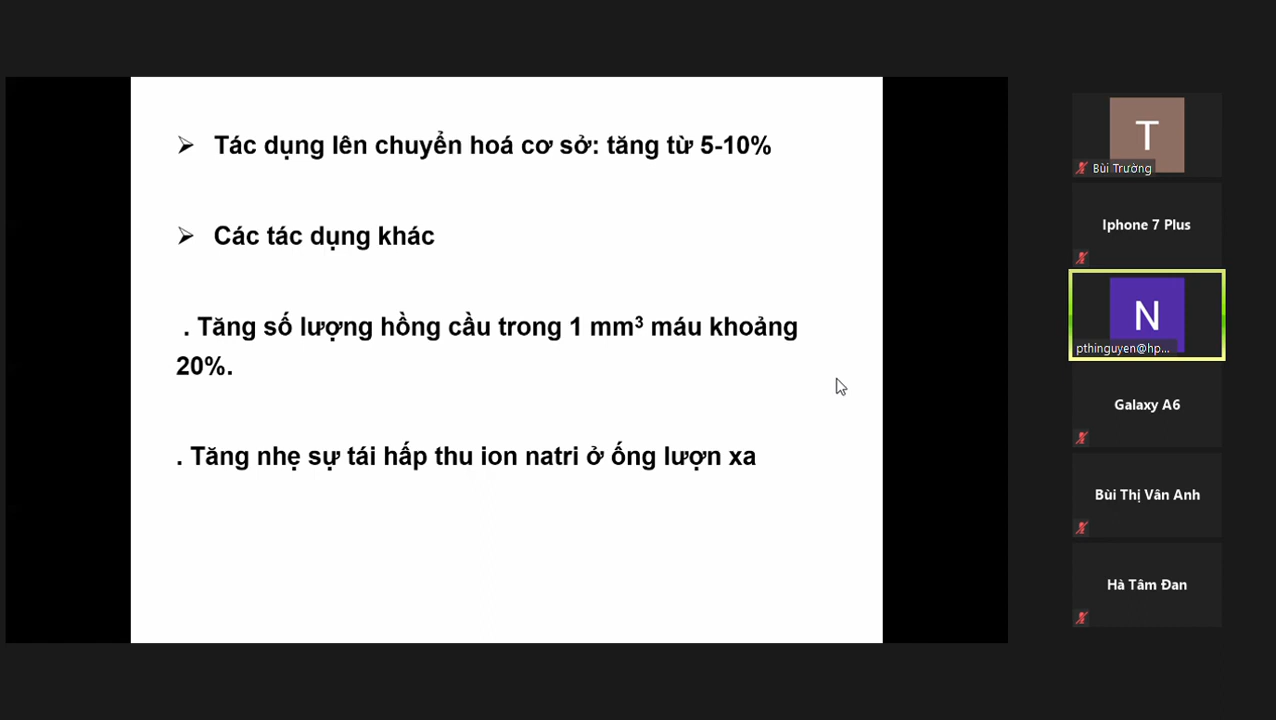 ➢ Tác dụng lên chuyển hoá cơ sở: tăng từ 5-10%
➢ Các tác dụng khác
. Tăng số lượng hồng cầu trong 1 mm³ máu khoảng
20%.
. Tăng nhẹ sự tái hấp thu ion natri ở ống lượn xa
T
Bùi Trường
Iphone 7 Plus
N
pthinguyen@hp...
Galaxy A6
Bùi Thị Vân Anh
Hà Tâm Đan